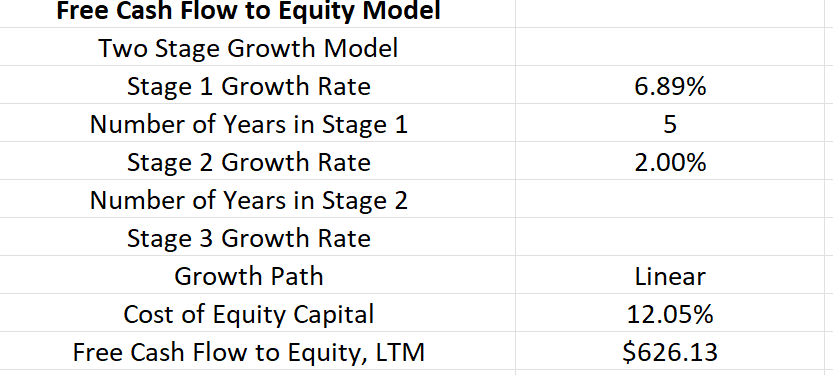 Free Cash Flow to Equity Model
Two Stage Growth Model
Stage 1 Growth Rate 6.89%
Number of Years in Stage 1 5
Stage 2 Growth Rate 2.00%
Number of Years in Stage 2
Stage 3 Growth Rate
Growth Path Linear
Cost of Equity Capital 12.05%
Free Cash Flow to Equity, LTM $626.13